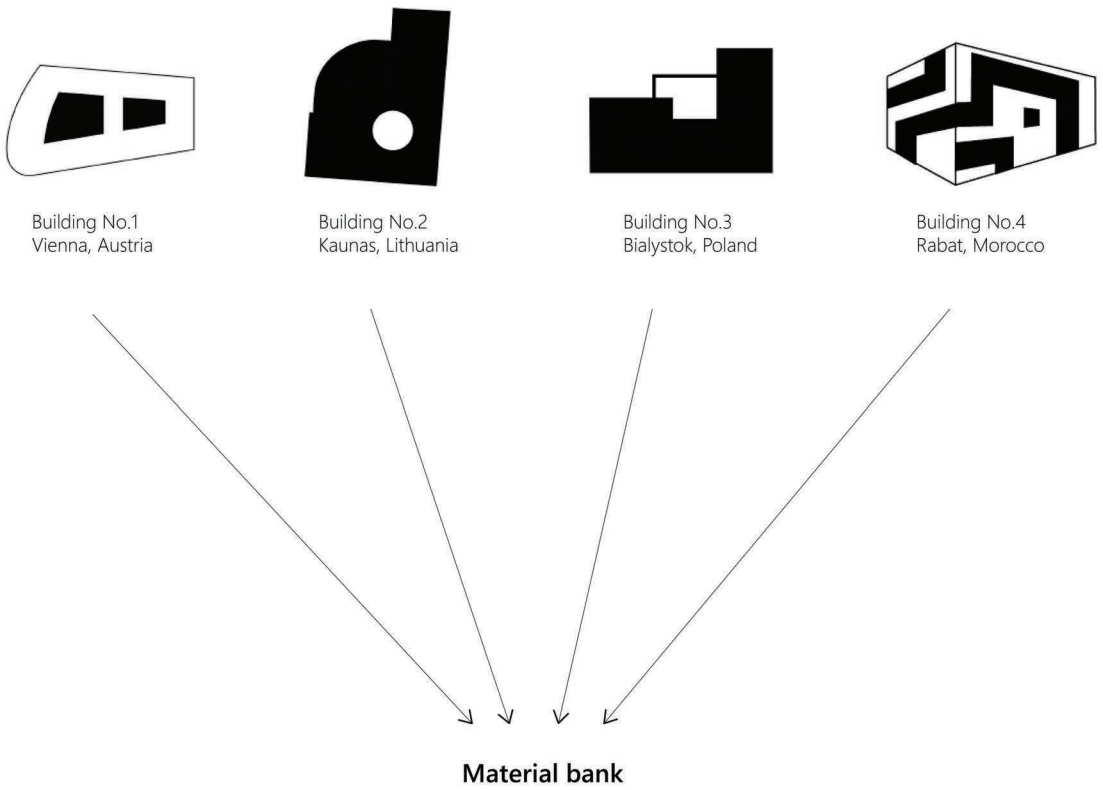 Building No.1
Vienna, Austria
Building No.2
Kaunas, Lithuania
Building No.3
Bialystok, Poland
Building No.4
Rabat, Morocco
Material bank